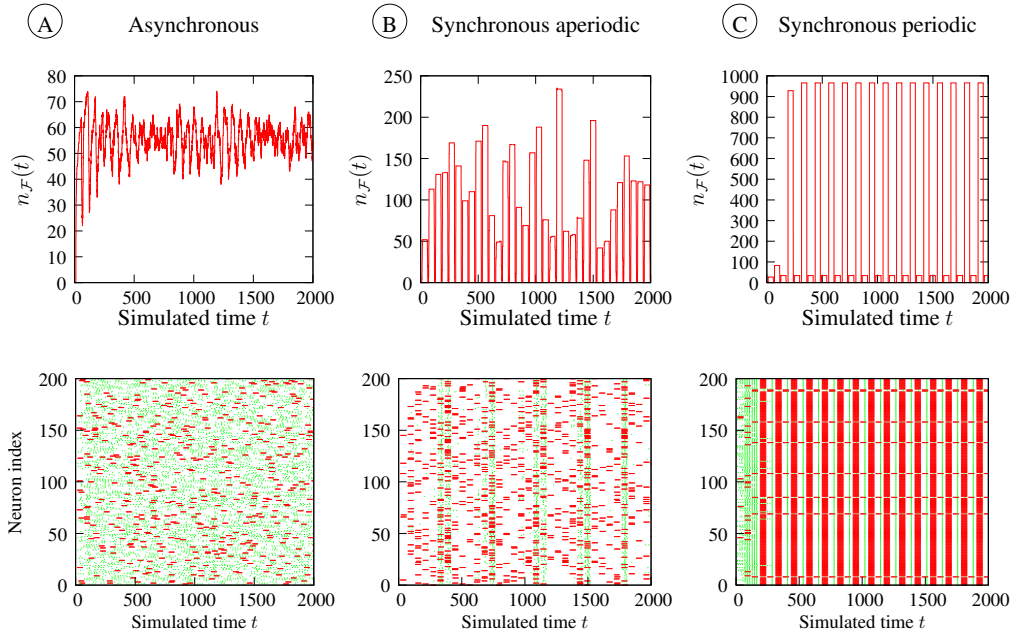 A Asynchronous
B Synchronous aperiodic
C Synchronous periodic
80
70
60
50
40
30
20
10
0
n_ℱ(t)
0 500 1000 1500 2000
Simulated time t
250
200
150
100
50
0
n_ℱ(t)
0 500 1000 1500 2000
Simulated time t
1000
900
800
700
600
500
400
300
200
100
0
n_ℱ(t)
0 500 1000 1500 2000
Simulated time t
200
150
100
50
0
Neuron index
0 500 1000 1500 2000
Simulated time t
200
150
100
50
0
0 500 1000 1500 2000
Simulated time t
200
150
100
50
0
0 500 1000 1500 2000
Simulated time t